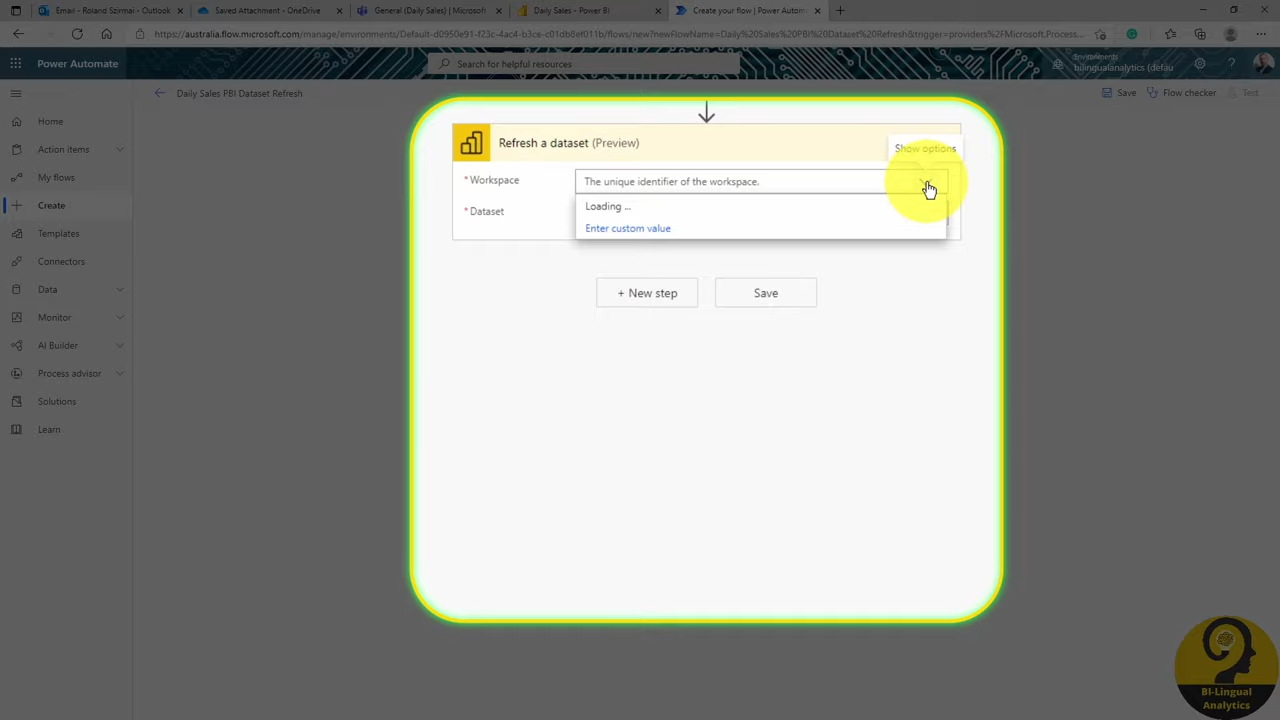 Email - Roland Szirmai - Outlook
Saved Attachment - OneDrive
General (Daily Sales) | Microsoft
Daily Sales - Power BI
Create your flow | Power Automa
https://australia.flow.microsoft.com/manage/environments/Default-d0950e91-f23c-4ac4-b3ce-c01db8ef011b/flows/new?newFlowName=Daily%20Sales%20PBI%20Dataset%20Refresh&trigger=providers%2FMicrosoft.Process...
Power Automate
Search for helpful resources
Environments
bilingualanalytics (defau
Daily Sales PBI Dataset Refresh
Save
Flow checker
Test
Home
Action items
My flows
Create
Templates
Connectors
Data
Monitor
AI Builder
Process advisor
Solutions
Learn
Refresh a dataset (Preview)
Show options
* Workspace
The unique identifier of the workspace.
Loading ...
* Dataset
Enter custom value
+ New step
Save
BI-Lingual
Analytics